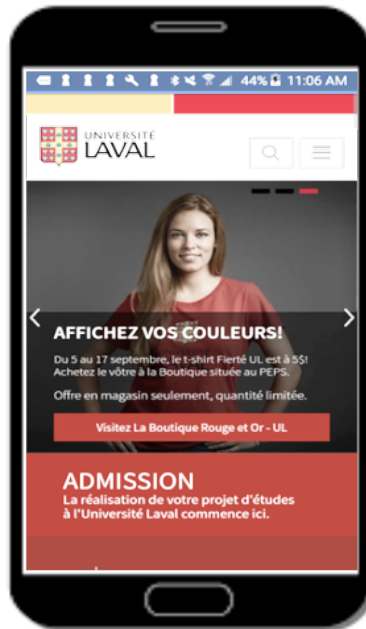 44% 11:06 AM
UNIVERSITÉ
LAVAL
AFFICHEZ VOS COULEURS!
Du 5 au 17 septembre, le t-shirt Fierté UL est à 5$!
Achetez le vôtre à la Boutique située au PEPS.
Offre en magasin seulement, quantité limitée.
Visitez La Boutique Rouge et Or - UL
ADMISSION
La réalisation de votre projet d'études
à l'Université Laval commence ici.